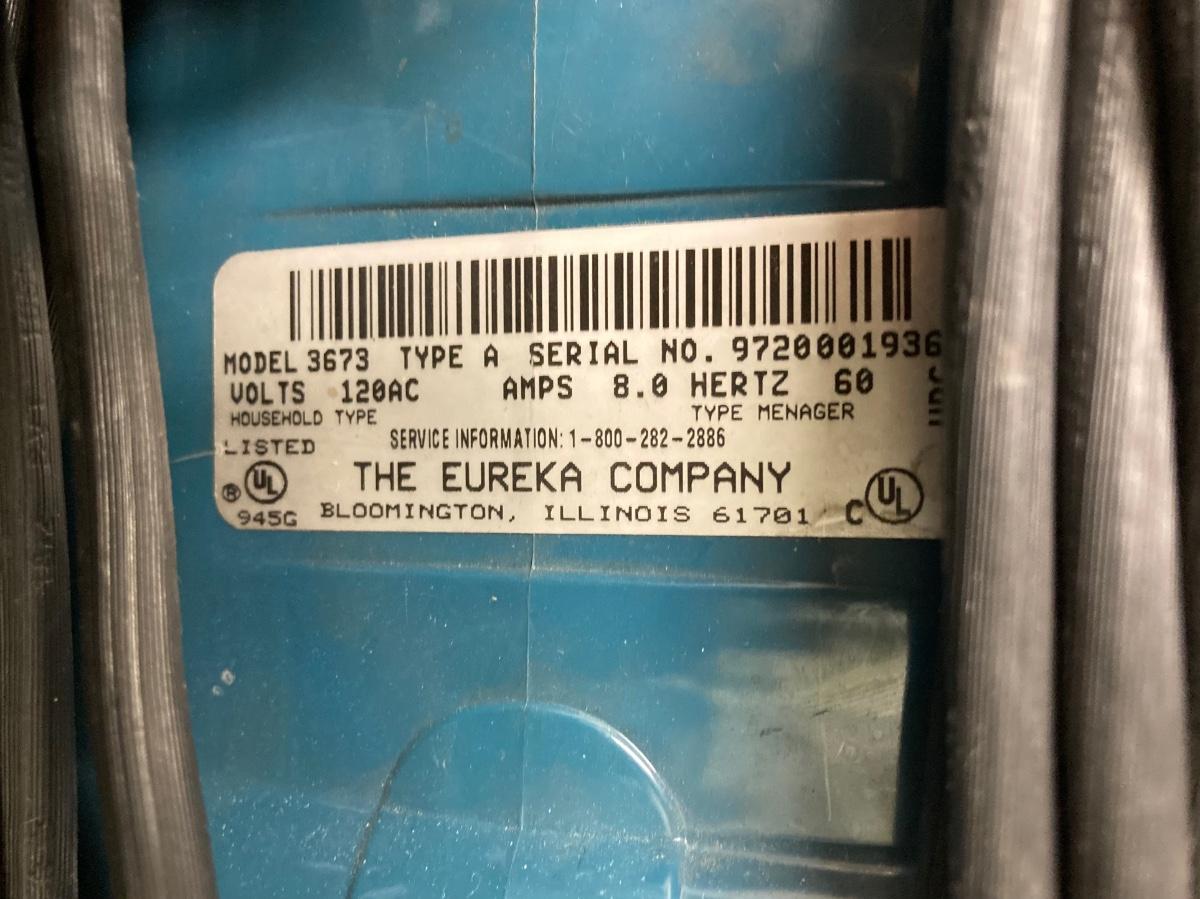 MODEL 3673 TYPE A SERIAL NO. 9720001936
VOLTS 120AC AMPS 8.0 HERTZ 60
HOUSEHOLD TYPE TYPE MENAGER
LISTED SERVICE INFORMATION: 1-800-282-2886
® UL THE EUREKA COMPANY C UL
945G BLOOMINGTON, ILLINOIS 61701